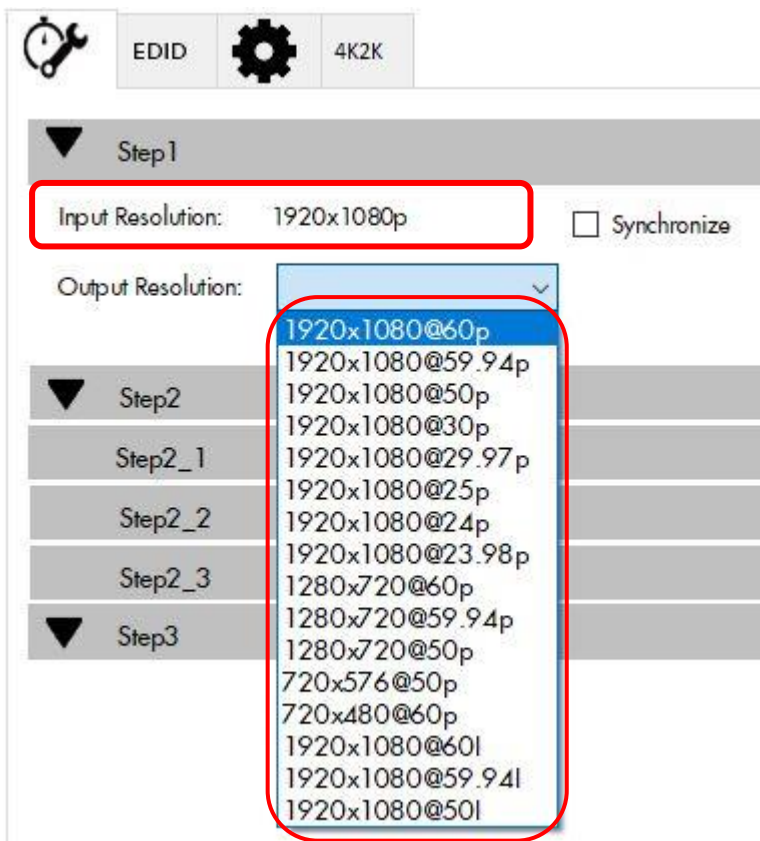 EDID 4K2K
Step1
Input Resolution: 1920x1080p Synchronize
Output Resolution:
1920x1080@60p
1920x1080@59.94p
1920x1080@50p
1920x1080@30p
1920x1080@29.97p
1920x1080@25p
1920x1080@24p
1920x1080@23.98p
1280x720@60p
1280x720@59.94p
1280x720@50p
720x576@50p
720x480@60p
1920x1080@60I
1920x1080@59.94I
1920x1080@50I
Step2
Step2_1
Step2_2
Step2_3
Step3